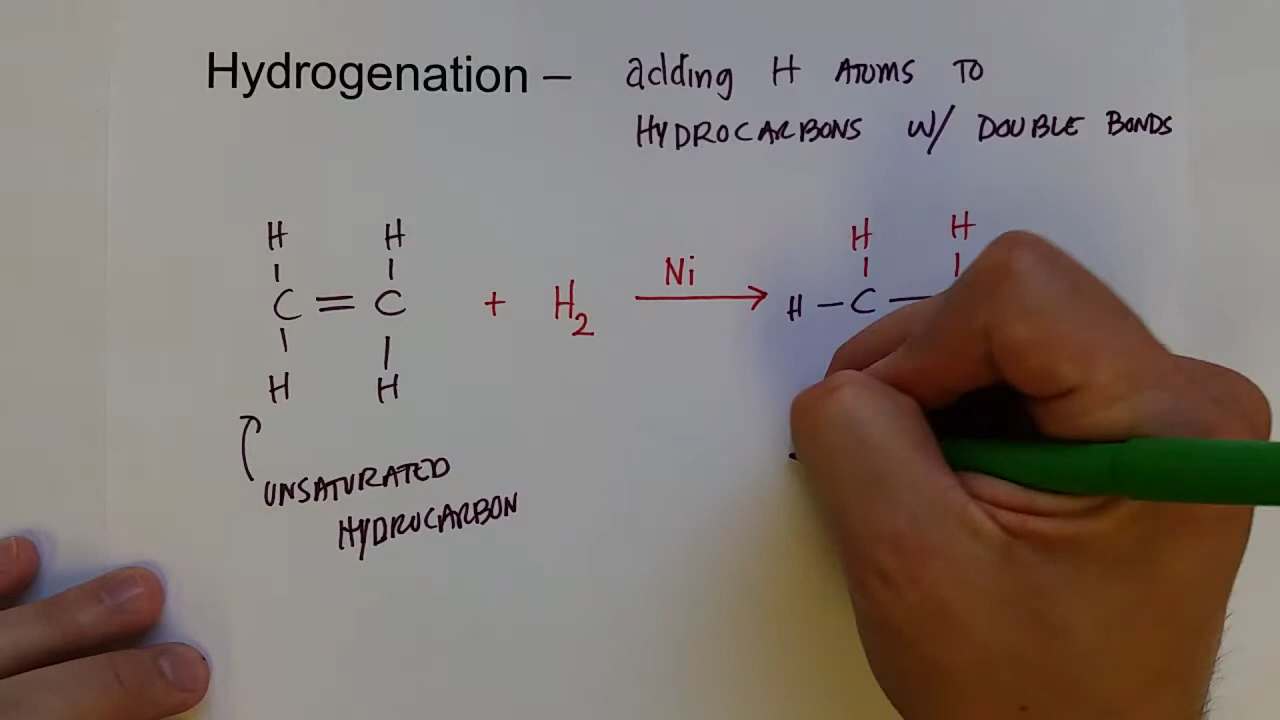 Hydrogenation – adding H ATOMS TO
HYDROCARBONS W/ DOUBLE BONDS
H H H H
C = C + H2 Ni H – C –
H H
UNSATURATED
HYDROCARBON